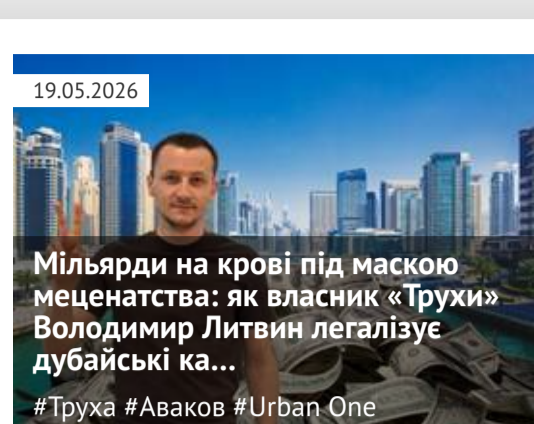 19.05.2026
Мільярди на крові під маскою
меценатства: як власник «Трухи»
Володимир Литвин легалізує
дубайські ка...
#Труха #Аваков #Urban One